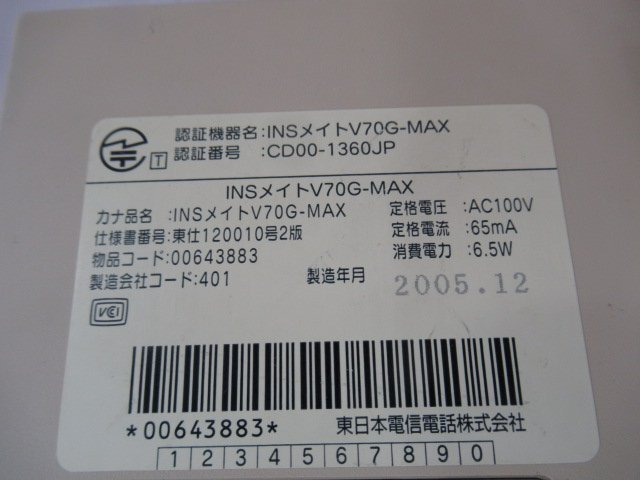 認証機器名:INSメイトV70G-MAX
T 認証番号 :CD00-1360JP
INSメイトV70G-MAX
カナ品名 :INSメイトV70G-MAX 定格電圧:AC100V
仕様書番号:東仕120010号2版 定格電流:65mA
物品コード:00643883 消費電力:6.5W
製造会社コード:401 製造年月 2005.12
VCI
*00643883* 東日本電信電話株式会社
1 2 3 4 5 6 7 8 9 0